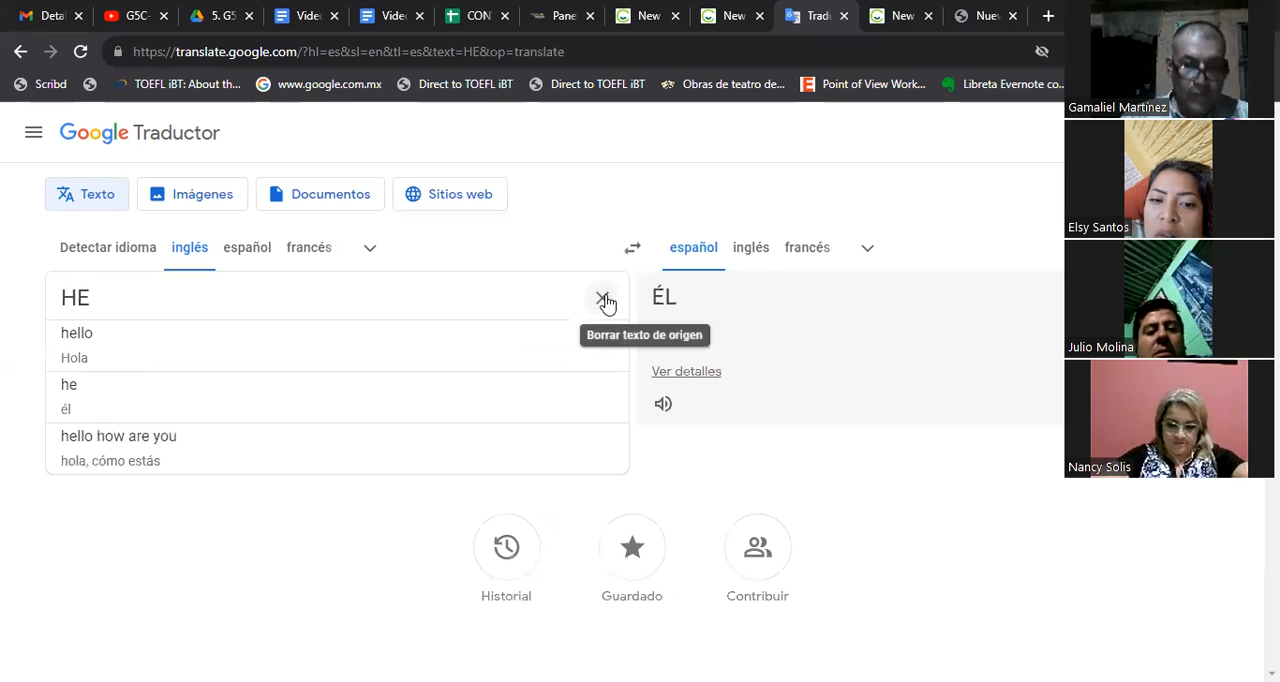 Detal
G5C-
5. G5
Video
Video
CON
Pane
New
New
Tradu
New
Nuev
https://translate.google.com/?hl=es&sl=en&tl=es&text=HE&op=translate
Scribd
TOEFL iBT: About th...
www.google.com.mx
Direct to TOEFL iBT
Direct to TOEFL iBT
Obras de teatro de...
Point of View Work...
Libreta Evernote co...
Google Traductor
Texto
Imágenes
Documentos
Sitios web
Detectar idioma
inglés
español
francés
español
inglés
francés
HE
ÉL
hello
Hola
he
él
hello how are you
hola, cómo estás
Borrar texto de origen
Ver detalles
Historial
Guardado
Contribuir
Gamaliel Martínez
Elsy Santos
Julio Molina
Nancy Solis